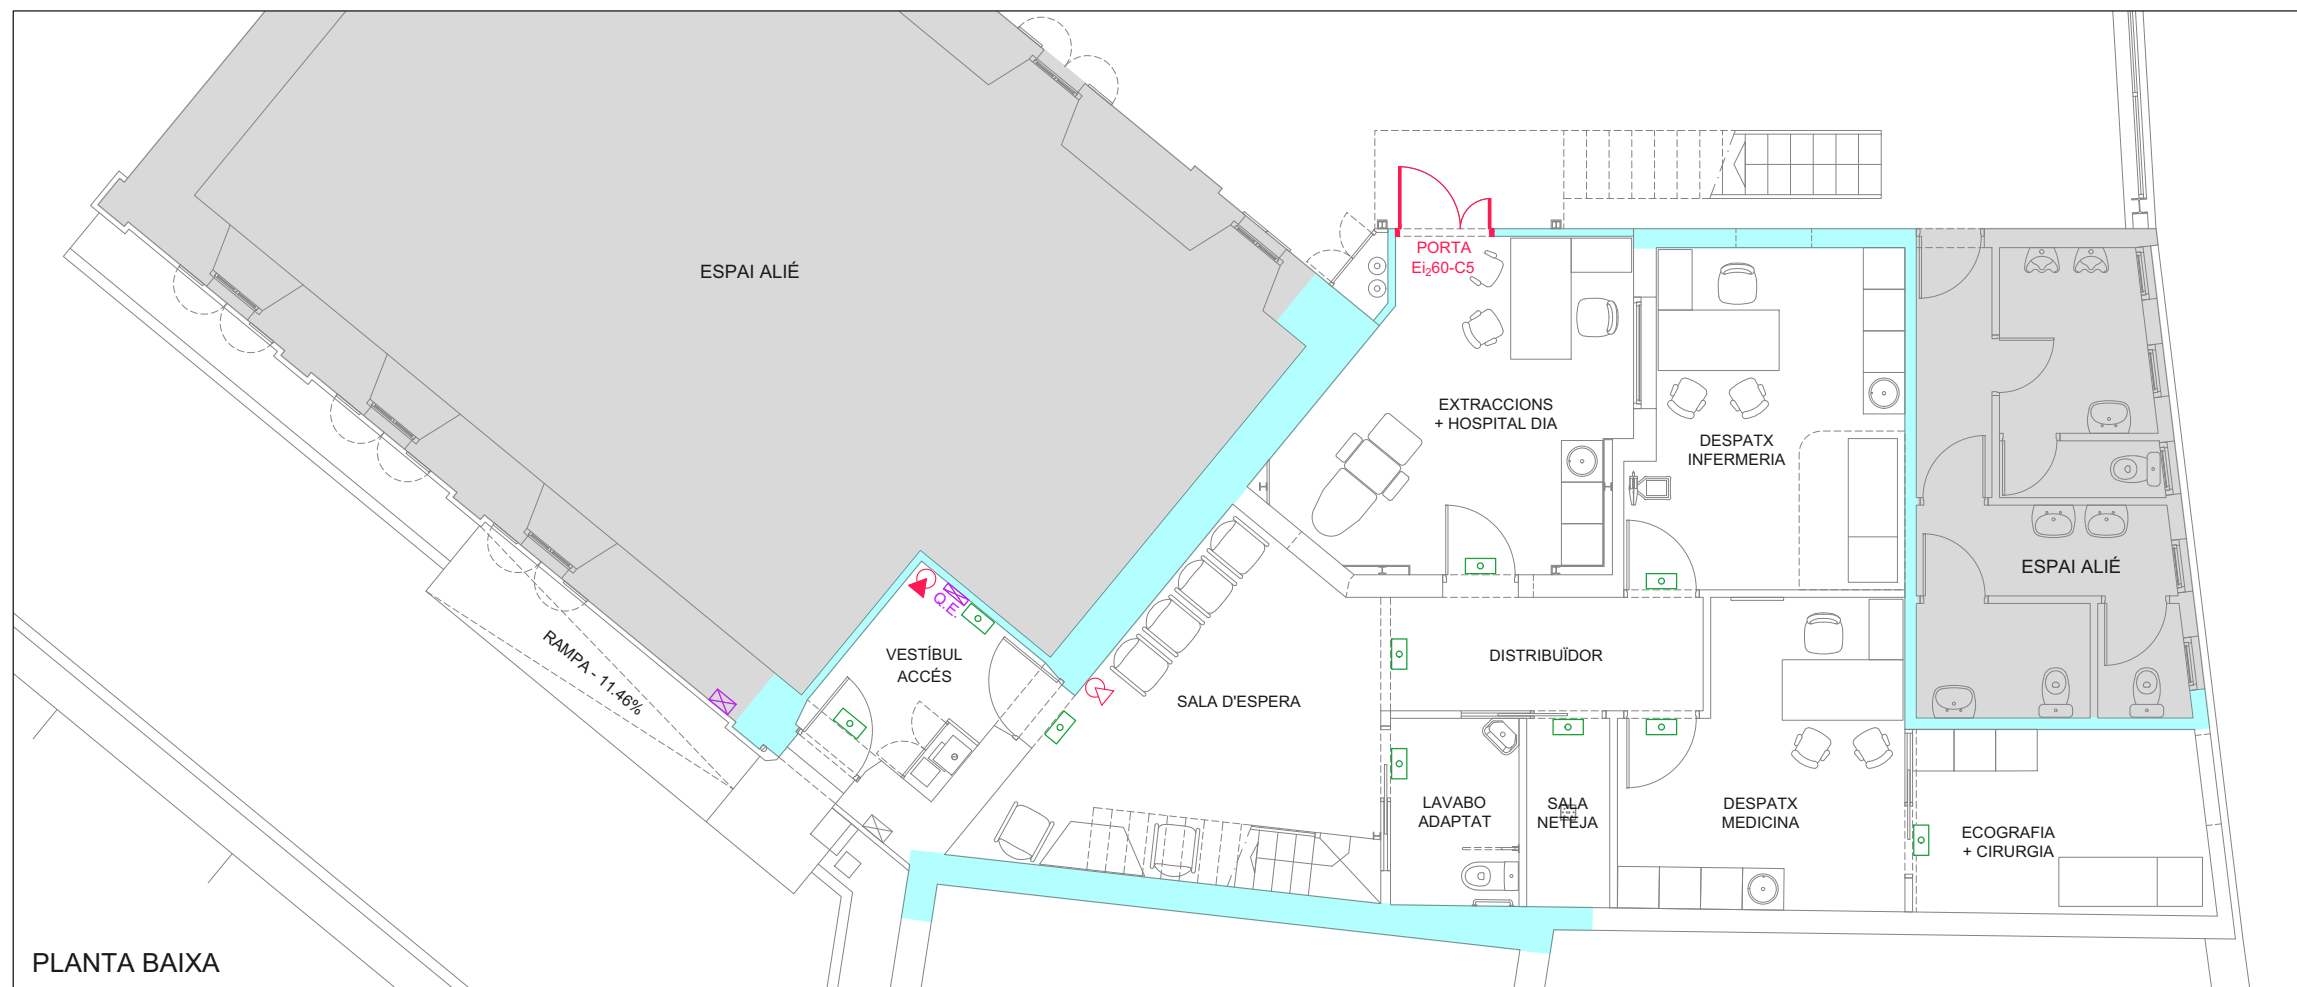 ESPAI ALIÉ
PORTA
Ei₂60-C5
EXTRACCIONS
+ HOSPITAL DIA
DESPATX
INFERMERIA
ESPAI ALIÉ
Q.E.
RAMPA - 11.46%
VESTÍBUL
ACCÉS
DISTRIBUÏDOR
SALA D'ESPERA
LAVABO
ADAPTAT
SALA
NETEJA
DESPATX
MEDICINA
ECOGRAFIA
+ CIRURGIA
PLANTA BAIXA